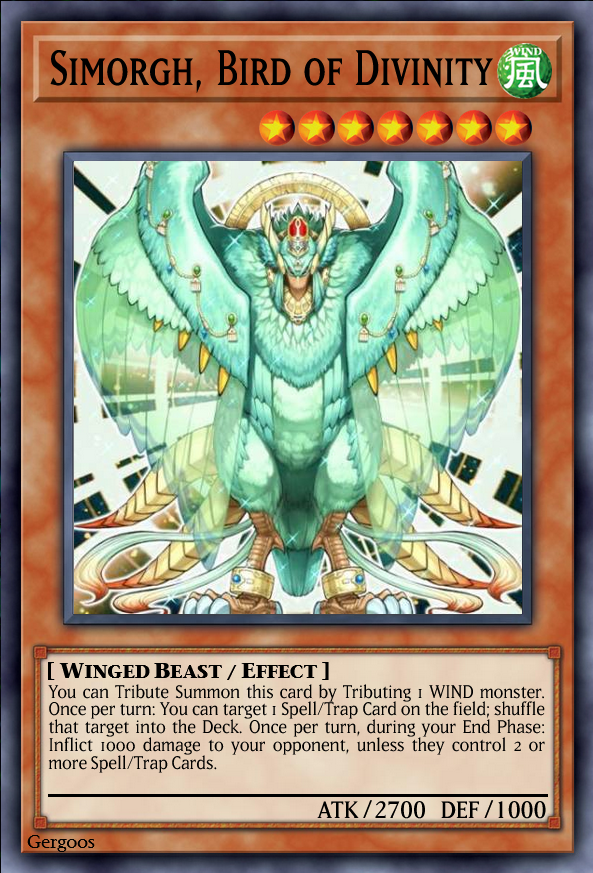 Simorgh, Bird of Divinity
WIND
風
[ Winged Beast / Effect ]
You can Tribute Summon this card by Tributing 1 WIND monster.
Once per turn: You can target 1 Spell/Trap Card on the field; shuffle
that target into the Deck. Once per turn, during your End Phase:
Inflict 1000 damage to your opponent, unless they control 2 or
more Spell/Trap Cards.
ATK/2700 DEF/1000
Gergoos